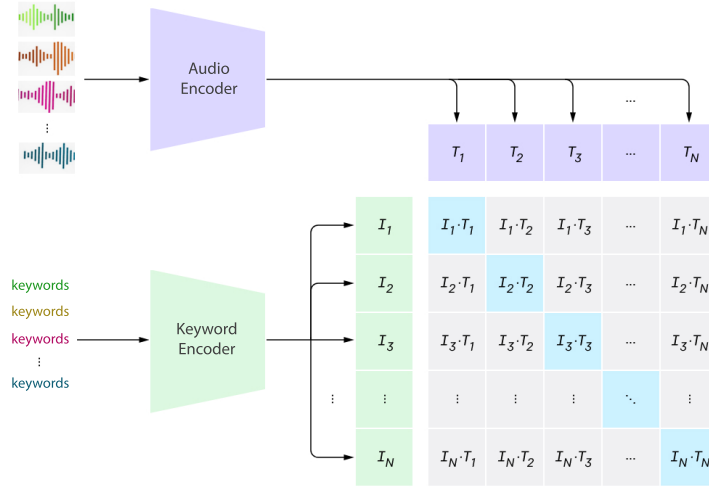 Audio
Encoder
...
T1 T2 T3 ... TN
⋮
I1 I1·T1 I1·T2 I1·T3 ... I1·TN
keywords
I2 I2·T1 I2·T2 I2·T3 ... I2·TN
keywords
keywords
Keyword
Encoder
I3 I3·T1 I3·T2 I3·T3 ... I3·TN
⋮
keywords
⋮ ⋮ ⋮ ⋮ ⋱ ⋮
IN IN·T1 IN·T2 IN·T3 ... IN·TN